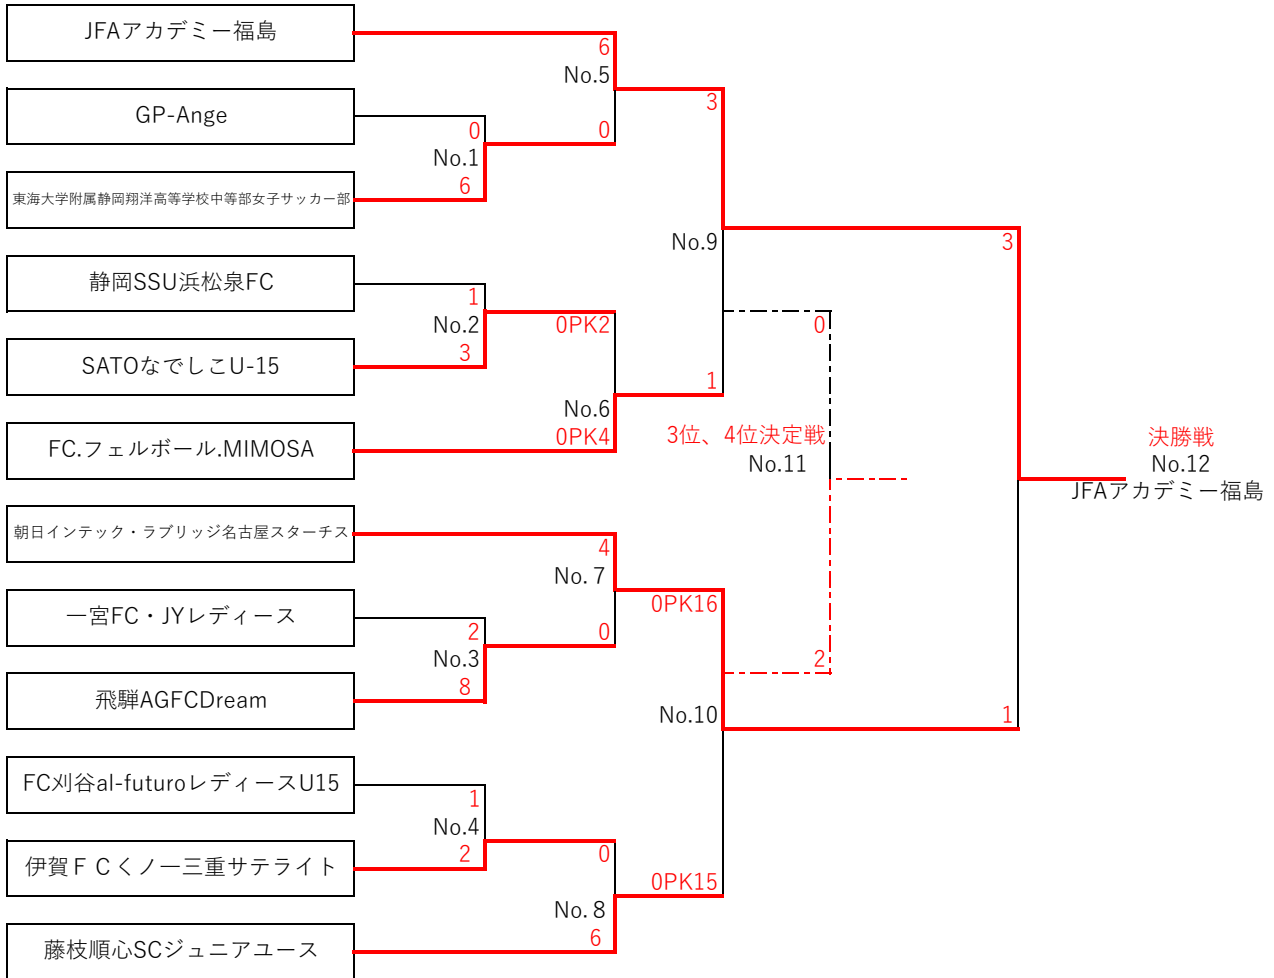 JFAアカデミー福島
6
No.5
3
GP-Ange
0
0
No.1
6
東海大学附属静岡翔洋高等学校中等部女子サッカー部
No.9
3
静岡SSU浜松泉FC
1
No.2
0PK2
0
3
SATOなでしこU-15
1
No.6
0PK4
FC.フェルボール.MIMOSA
3位、4位決定戦
No.11
決勝戦
No.12
JFAアカデミー福島
朝日インテック・ラブリッジ名古屋スターチス
4
No.7
0PK16
一宮FC・JYレディース
2
0
No.3
2
8
飛騨AGFCDream
No.10
1
FC刈谷al-futuroレディースU15
1
No.4
2
0
伊賀ＦＣくノ一三重サテライト
0PK15
No.8
6
藤枝順心SCジュニアユース